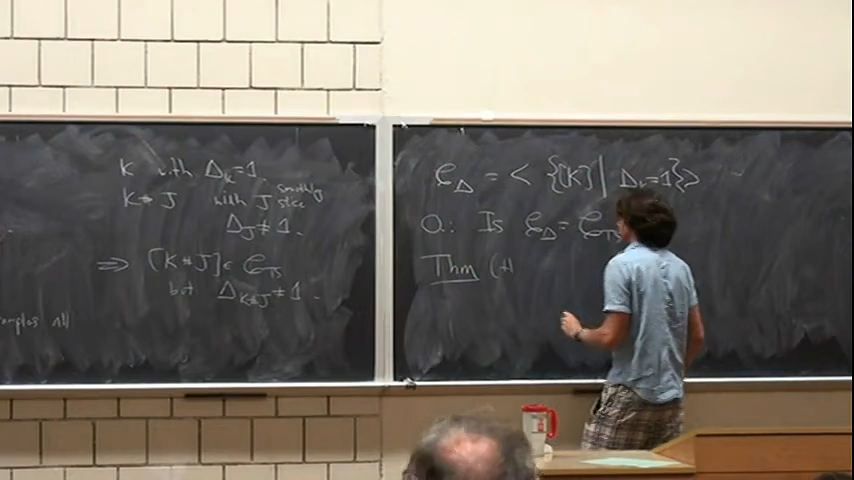 K with Δ_K = 1.
K # J with J smoothly slice
Δ_J ≠ 1.
⇒ [K # J] ∈ 𝒞_TS
but Δ_{K#J} ≠ 1.
all
𝒞_Δ = < {[K] | Δ_K = 1} >
Q: Is 𝒞_Δ = 𝒞_TS
Thm (H